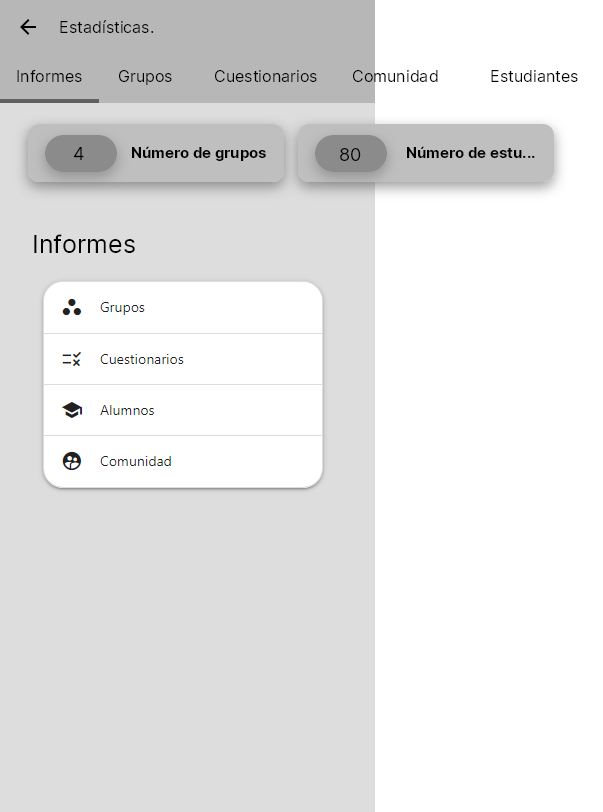 Estadísticas.
Informes Grupos Cuestionarios Comunidad Estudiantes
4 Número de grupos 80 Número de estu...
Informes
Grupos
Cuestionarios
Alumnos
Comunidad